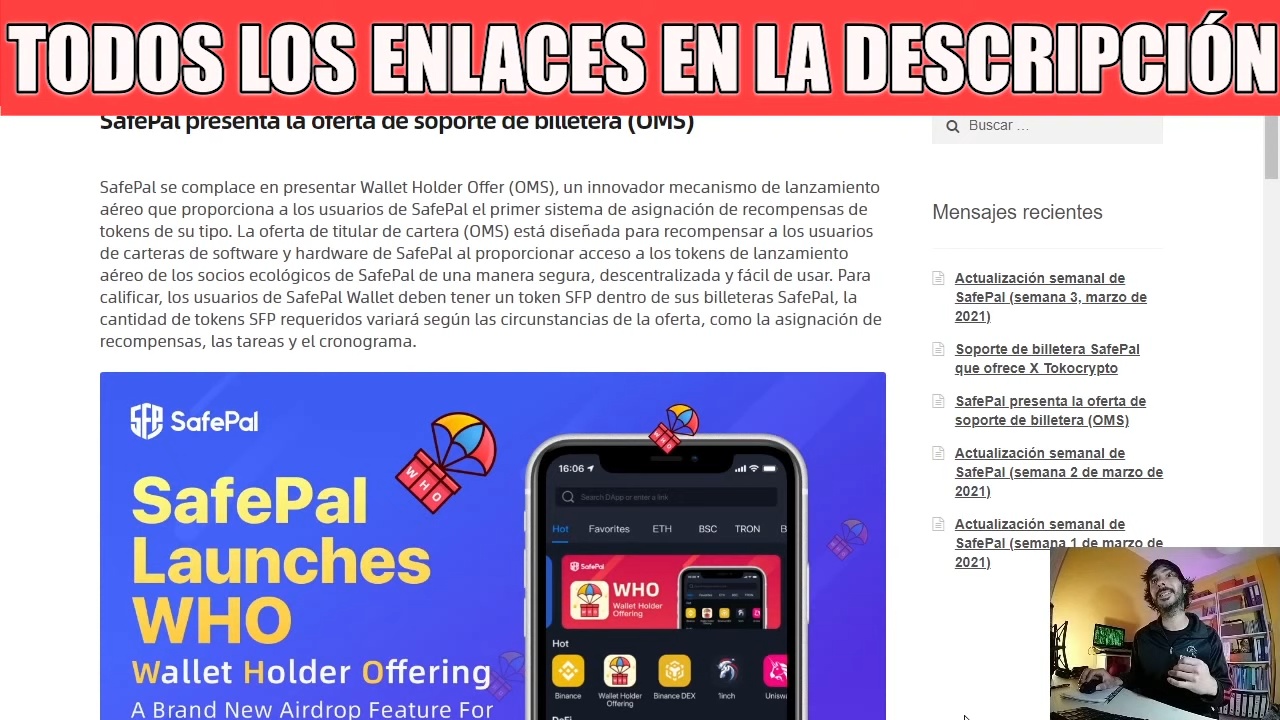 TODOS LOS ENLACES EN LA DESCRIPCIÓN
SafePal presenta la oferta de soporte de billetera (OMS)
SafePal se complace en presentar Wallet Holder Offer (OMS), un innovador mecanismo de lanzamiento
aéreo que proporciona a los usuarios de SafePal el primer sistema de asignación de recompensas de
tokens de su tipo. La oferta de titular de cartera (OMS) está diseñada para recompensar a los usuarios
de carteras de software y hardware de SafePal al proporcionar acceso a los tokens de lanzamiento
aéreo de los socios ecológicos de SafePal de una manera segura, descentralizada y fácil de usar. Para
calificar, los usuarios de SafePal Wallet deben tener un token SFP dentro de sus billeteras SafePal, la
cantidad de tokens SFP requeridos variará según las circunstancias de la oferta, como la asignación de
recompensas, las tareas y el cronograma.
SFP SafePal
SafePal
Launches
WHO
Wallet Holder Offering
A Brand New Airdrop Feature For
WHO
WHO
16:06
Search DApp or enter a link
Hot Favorites ETH BSC TRON B
SafePal
WHO
Wallet Holder
Offering
Hot
Binance
Wallet Holder
Offering
Binance DEX
1inch
Unisw
DeFi
Buscar …
Mensajes recientes
Actualización semanal de
SafePal (semana 3, marzo de
2021)
Soporte de billetera SafePal
que ofrece X Tokocrypto
SafePal presenta la oferta de
soporte de billetera (OMS)
Actualización semanal de
SafePal (semana 2 de marzo de
2021)
Actualización semanal de
SafePal (semana 1 de marzo de
2021)